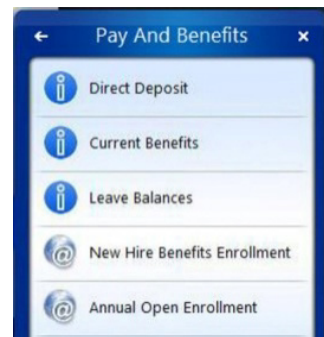 Pay And Benefits
Direct Deposit
Current Benefits
Leave Balances
New Hire Benefits Enrollment
Annual Open Enrollment